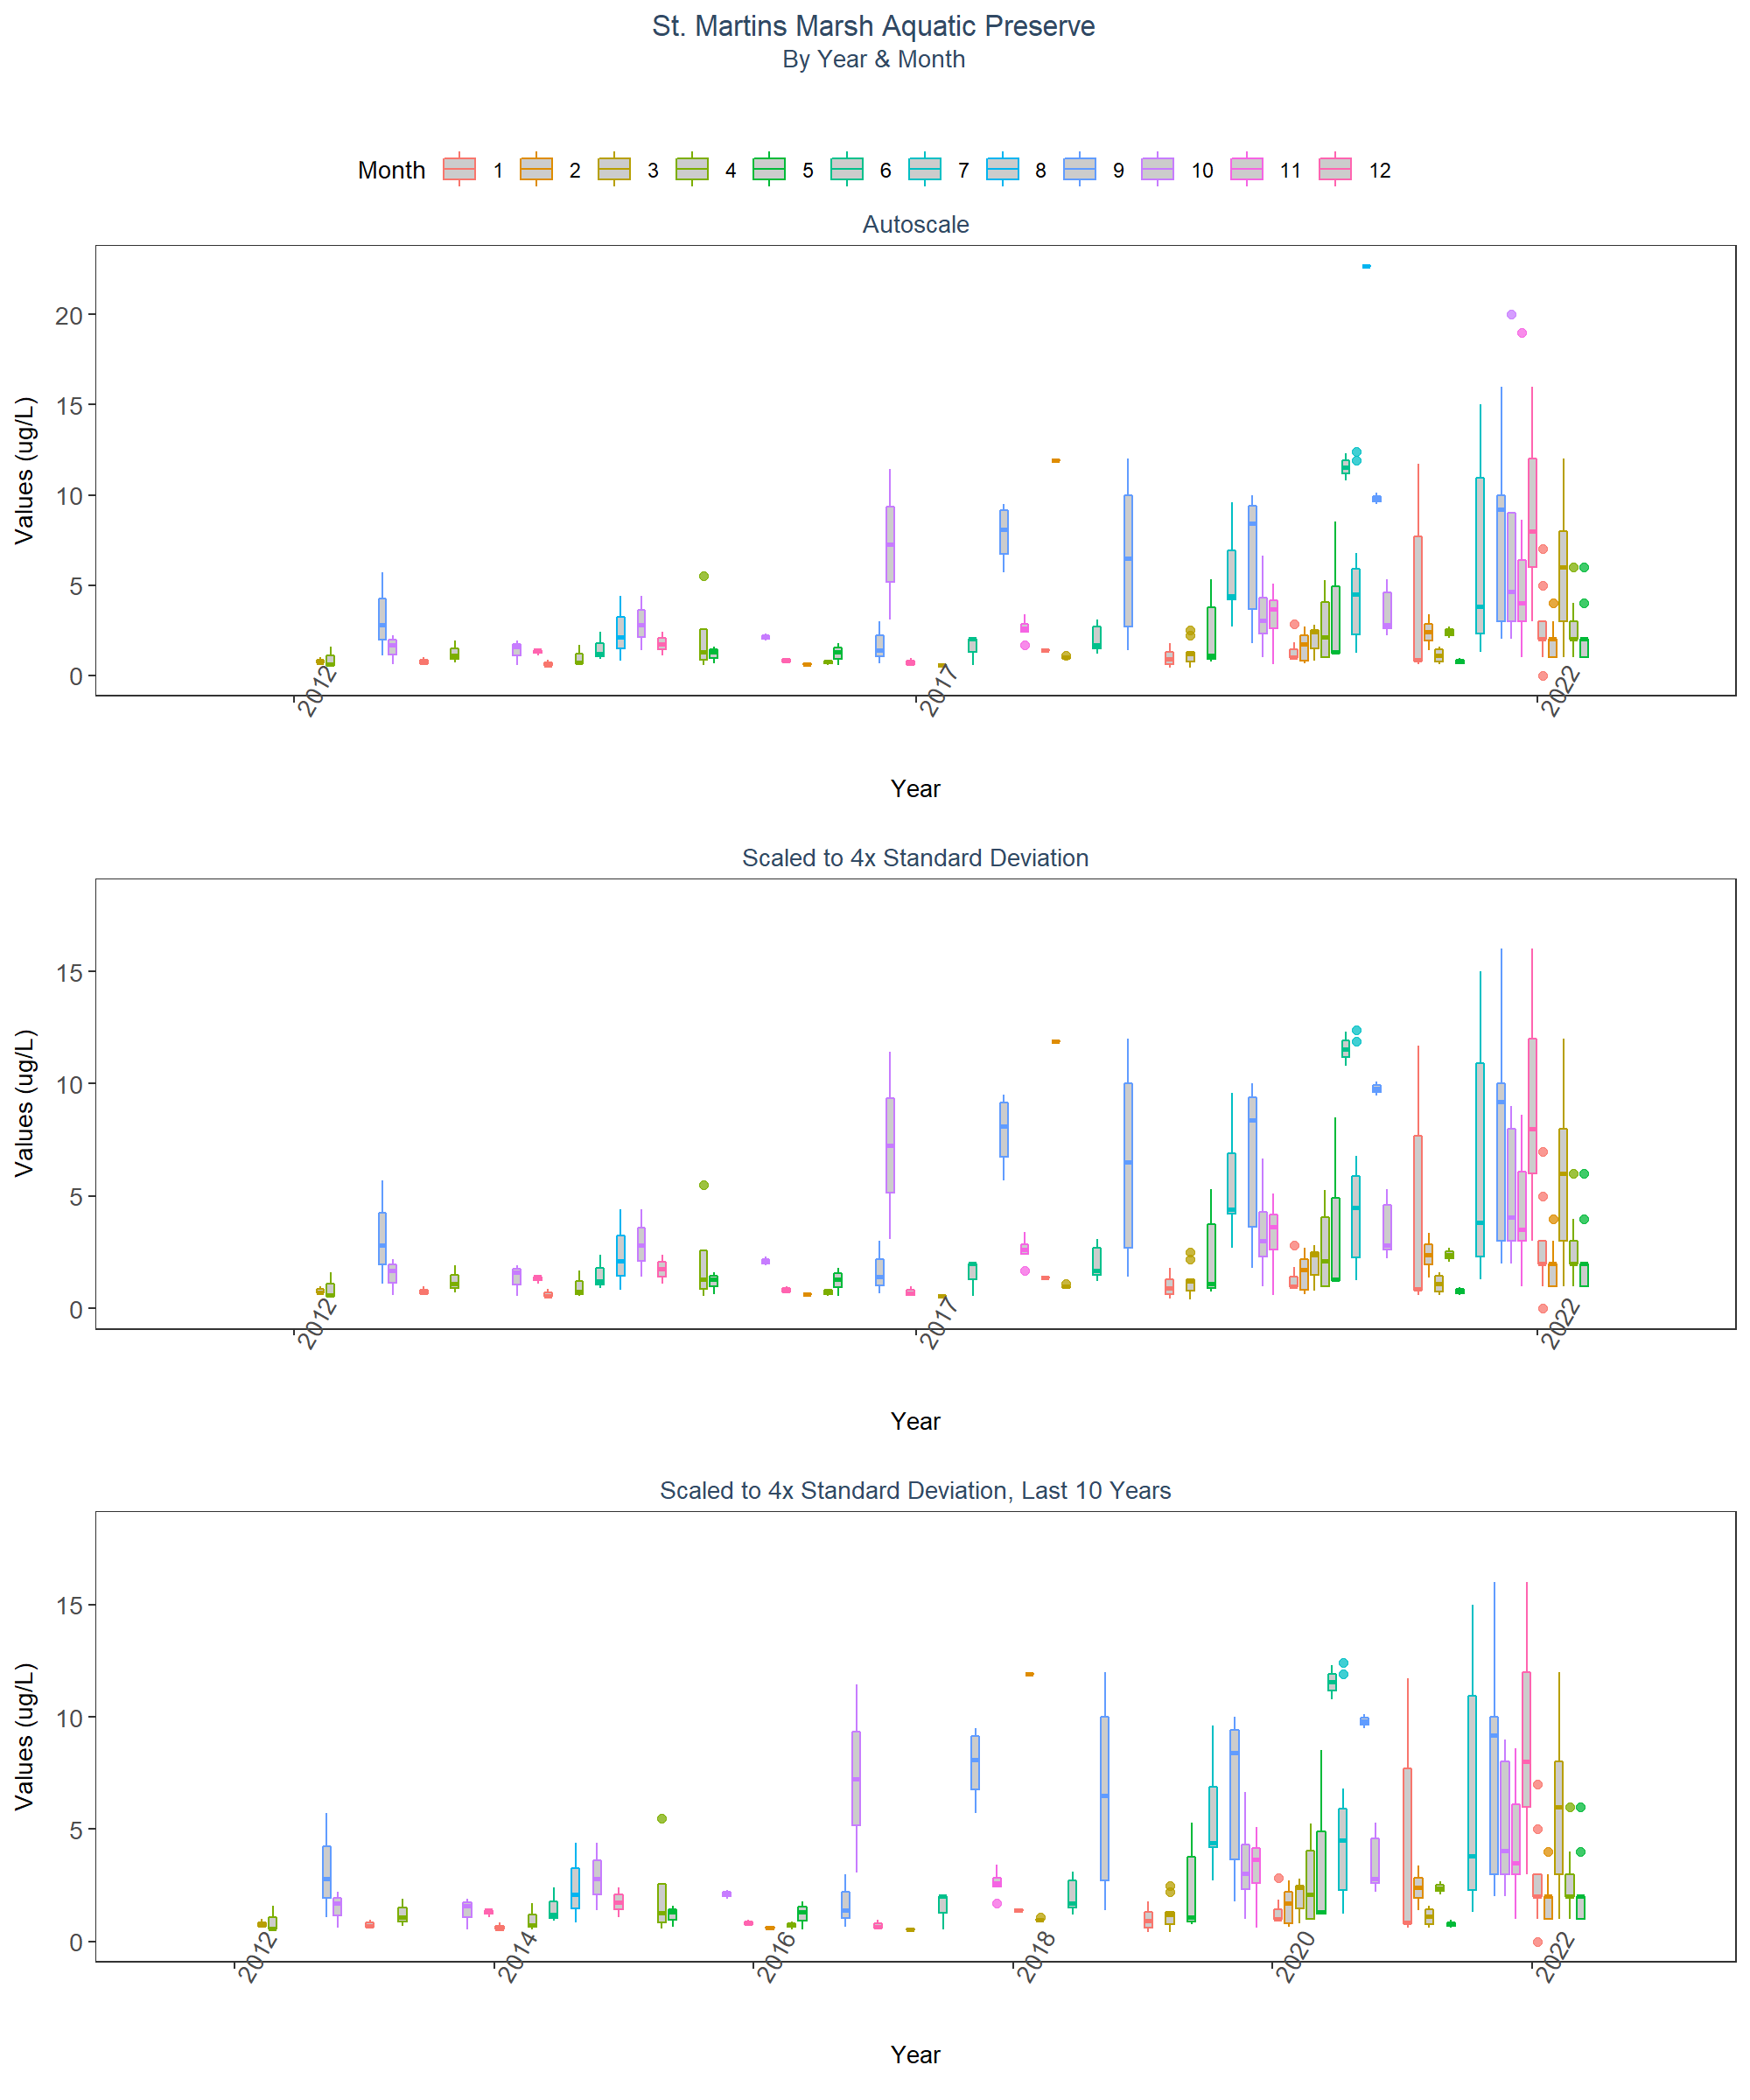 St. Martins Marsh Aquatic Preserve
By Year & Month
Month 1 2 3 4 5 6 7 8 9 10 11 12
Autoscale
Values (ug/L)
20
15
10
5
0
2012 2017 2022
Year
Scaled to 4x Standard Deviation
Values (ug/L)
15
10
5
0
2012 2017 2022
Year
Scaled to 4x Standard Deviation, Last 10 Years
Values (ug/L)
15
10
5
0
2012 2014 2016 2018 2020 2022
Year